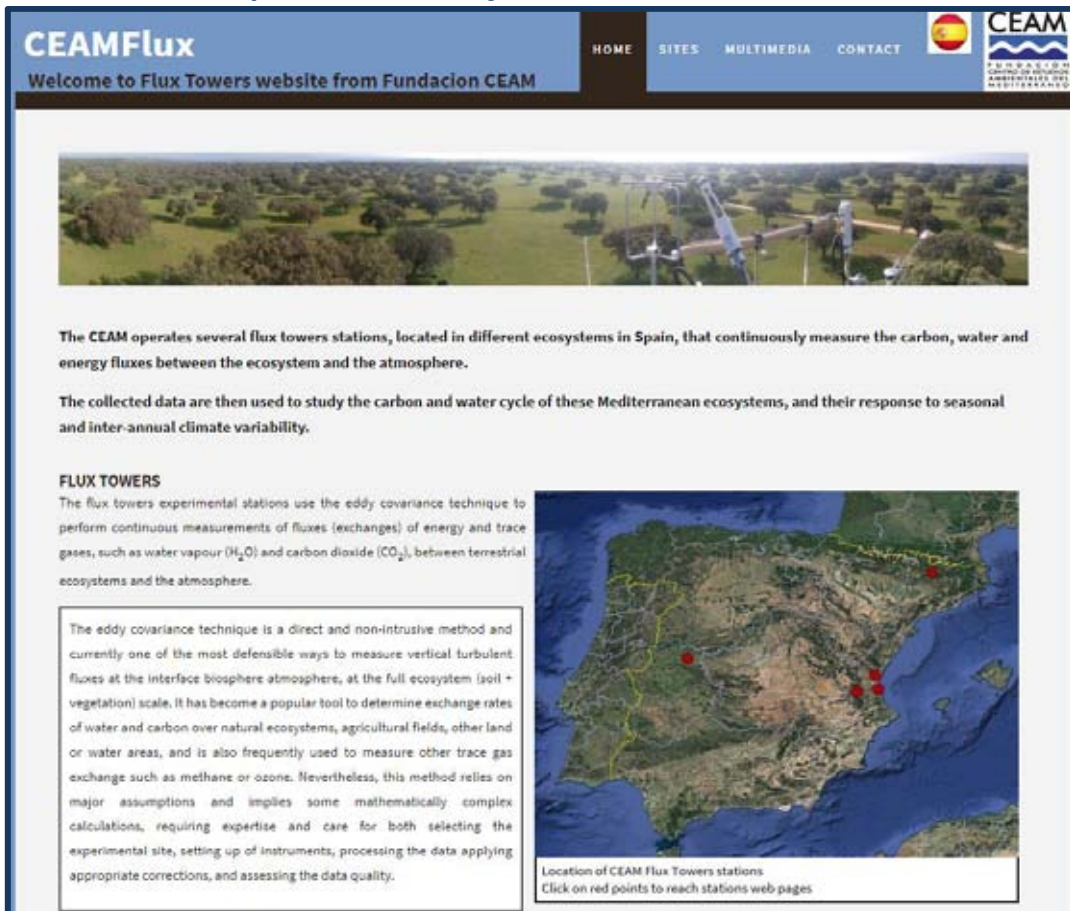 CEAMFlux
Welcome to Flux Towers website from Fundacion CEAM
HOME SITES MULTIMEDIA CONTACT
CEAM
FUNDACIÓN
CENTRO DE ESTUDIOS
AMBIENTALES DEL
MEDITERRÁNEO
The CEAM operates several flux towers stations, located in different ecosystems in Spain, that continuously measure the carbon, water and
energy fluxes between the ecosystem and the atmosphere.
The collected data are then used to study the carbon and water cycle of these Mediterranean ecosystems, and their response to seasonal
and inter-annual climate variability.
FLUX TOWERS
The flux towers experimental stations use the eddy covariance technique to
perform continuous measurements of fluxes (exchanges) of energy and trace
gases, such as water vapour (H₂O) and carbon dioxide (CO₂), between terrestrial
ecosystems and the atmosphere.
The eddy covariance technique is a direct and non-intrusive method and
currently one of the most defensible ways to measure vertical turbulent
fluxes at the interface biosphere atmosphere, at the full ecosystem (soil +
vegetation) scale. It has become a popular tool to determine exchange rates
of water and carbon over natural ecosystems, agricultural fields, other land
or water areas, and is also frequently used to measure other trace gas
exchange such as methane or ozone. Nevertheless, this method relies on
major assumptions and implies some mathematically complex
calculations, requiring expertise and care for both selecting the
experimental site, setting up of instruments, processing the data applying
appropriate corrections, and assessing the data quality.
Location of CEAM Flux Towers stations
Click on red points to reach stations web pages